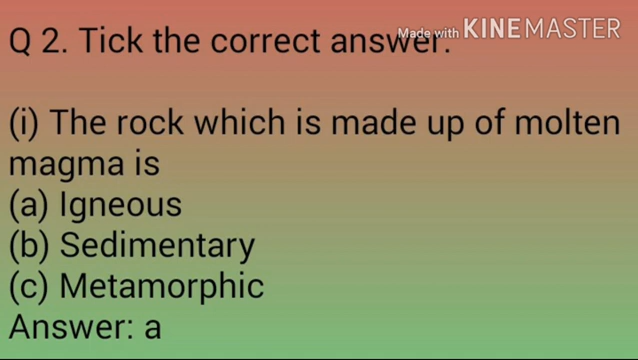 Made with KINEMASTER
Q 2. Tick the correct answer.
(i) The rock which is made up of molten
magma is
(a) Igneous
(b) Sedimentary
(c) Metamorphic
Answer: a